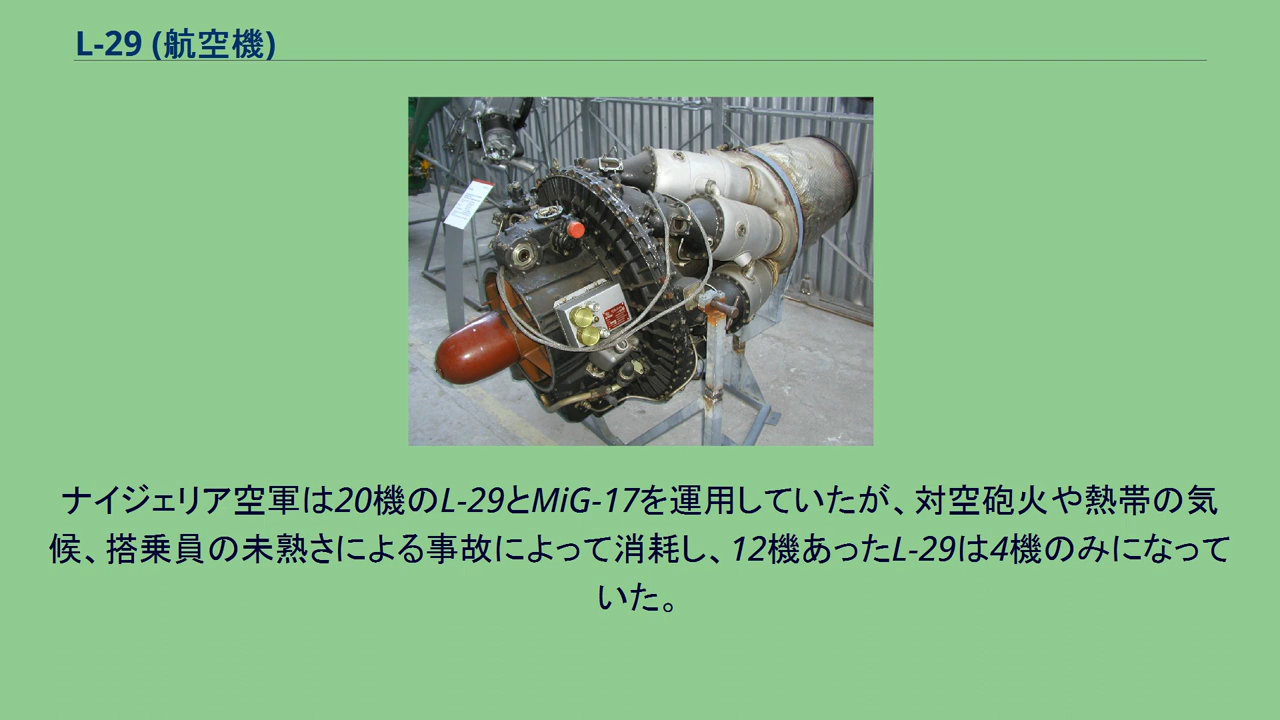 L-29 (航空機)
ナイジェリア空軍は20機のL-29とMiG-17を運用していたが、対空砲火や熱帯の気
候、搭乗員の未熟さによる事故によって消耗し、12機あったL-29は4機のみになって
いた。